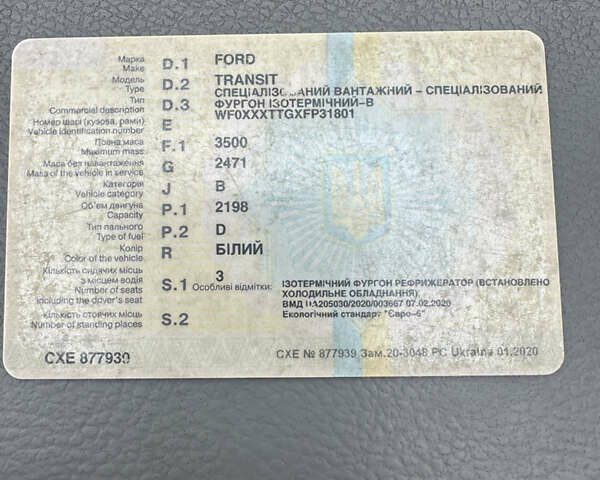 Марка D.1 FORD
Make
Модель D.2 TRANSIT
Type СПЕЦІАЛІЗОВАНИЙ ВАНТАЖНИЙ - СПЕЦІАЛІЗОВАНИЙ
Тип D.3 ФУРГОН ІЗОТЕРМІЧНИЙ-В
Commercial description
Номер шасі (кузова, рами) E WF0XXXTTGXFP31801
Vehicle identification number
Повна маса F.1 3500
Maximum mass
Маса без навантаження G 2471
Mass of the vehicle in service
Категорія J B
Vehicle category
Об'єм двигуна P.1 2198
Capacity
Тип пального P.2 D
Type of fuel
Колір R БІЛИЙ
Color of the vehicle
Кількість сидячих місць S.1 3
з місцем водія Особливі відмітки: ІЗОТЕРМІЧНИЙ ФУРГОН РЕФРИЖЕРАТОР (ВСТАНОВЛЕНО
Number of seats ХОЛОДИЛЬНЕ ОБЛАДНАННЯ);
including the driver's seat ВМД UA205030/2020/003667 07.02.2020
Кількість стоячих місць S.2 Екологічний стандарт "Євро-6"
Number of standing places
СХЕ 877939 СХЕ № 877939 Зам.20-3048 РС Ukraina 01.2020